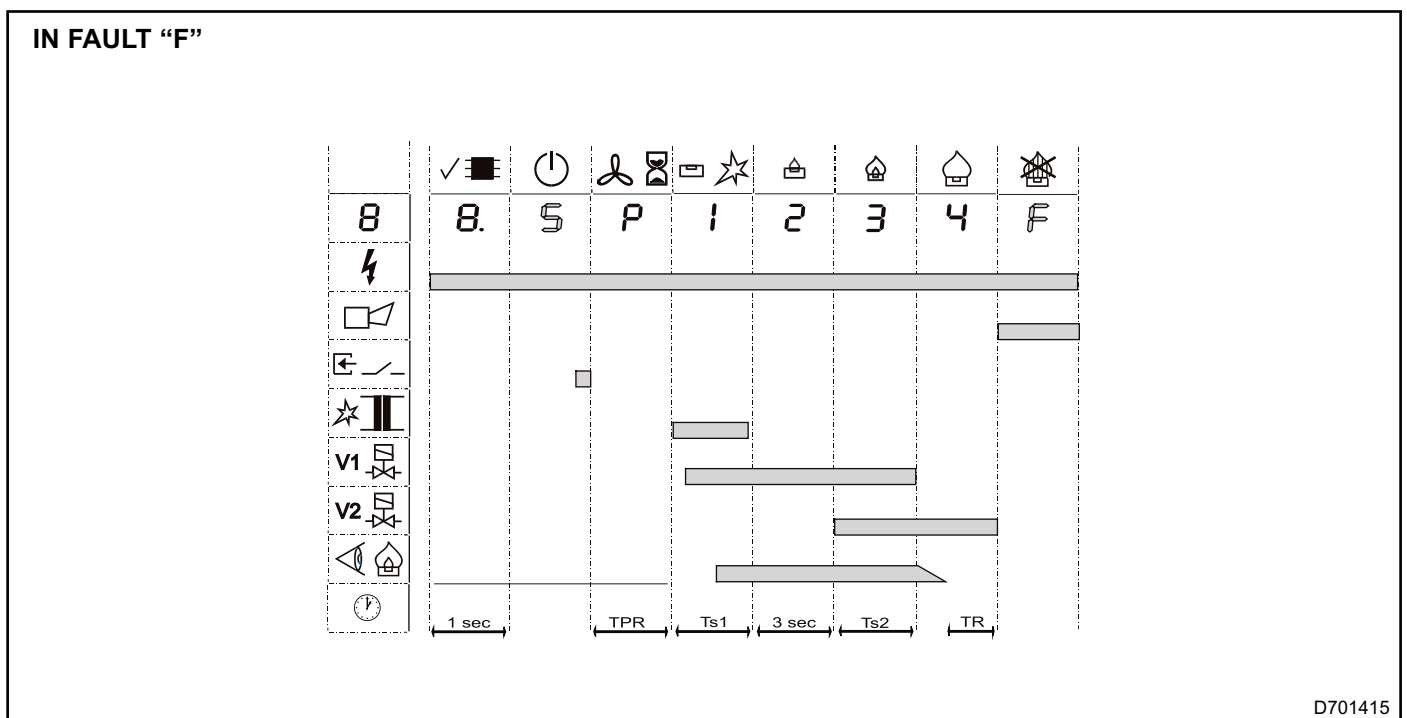 IN FAULT “F”
8 8. S P 1 2 3 4 F
V1
V2
1 sec TPR Ts1 3 sec Ts2 TR
D701415